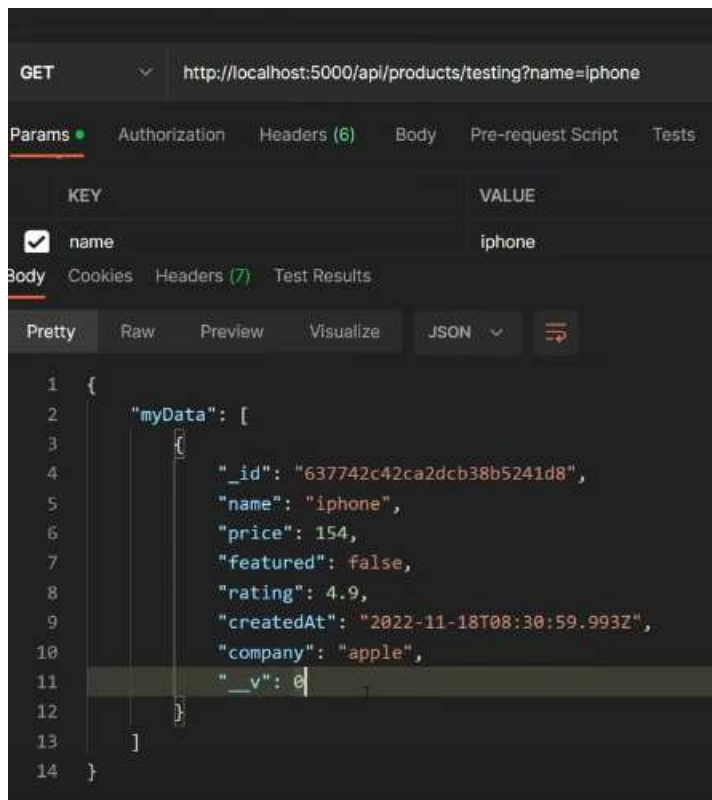 GET http://localhost:5000/api/products/testing?name=iphone
Params Authorization Headers (6) Body Pre-request Script Tests
KEY VALUE
name iphone
Body Cookies Headers (7) Test Results
Pretty Raw Preview Visualize JSON
1 {
2 "myData": [
3 {
4 "_id": "637742c42ca2dcb38b5241d8",
5 "name": "iphone",
6 "price": 154,
7 "featured": false,
8 "rating": 4.9,
9 "createdAt": "2022-11-18T08:30:59.993Z",
10 "company": "apple",
11 "__v": 0
12 }
13 ]
14 }